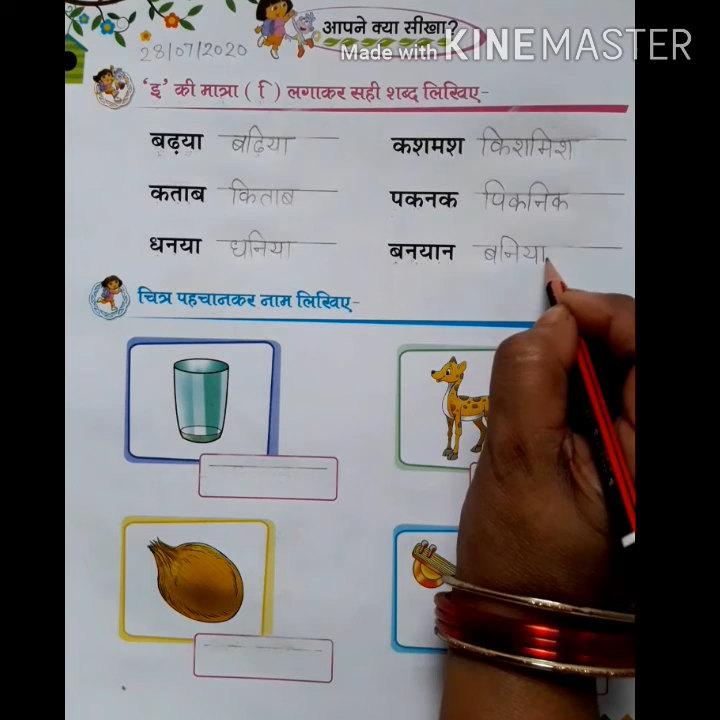 आपने क्या सीखा?
28/07/2020
Made with KINEMASTER
'इ' की मात्रा ( ि ) लगाकर सही शब्द लिखिए-
बढ़या बढ़िया कशमश किशमिश
कताब किताब पकनक पिकनिक
धनया धनिया बनयान बनिया
चित्र पहचानकर नाम लिखिए-